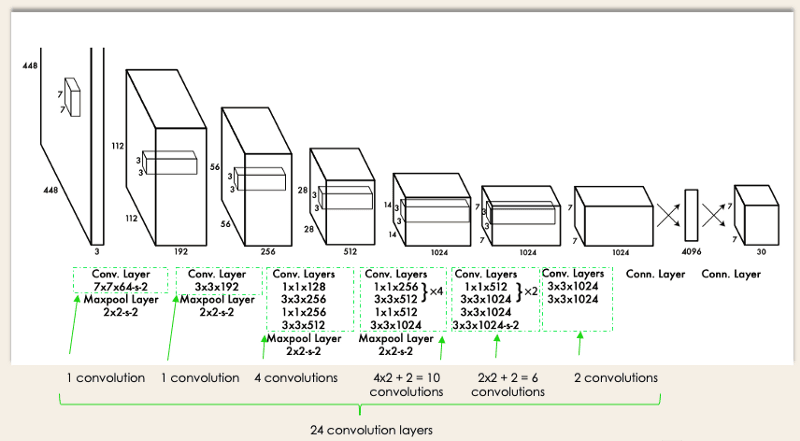 448
7
7
448
3
112
3
3
112
192
56
3
3
56
256
28
3
3
28
512
14
3
3
14
1024
7
3
3
7
1024
7
7
1024
4096
7
7
30
Conv. Layer
7x7x64-s-2
Maxpool Layer
2x2-s-2
Conv. Layer
3x3x192
Maxpool Layer
2x2-s-2
Conv. Layers
1x1x128
3x3x256
1x1x256
3x3x512
Maxpool Layer
2x2-s-2
Conv. Layers
1x1x256
3x3x512
}×4
1x1x512
3x3x1024
Maxpool Layer
2x2-s-2
Conv. Layers
1x1x512
3x3x1024
}×2
3x3x1024
3x3x1024-s-2
Conv. Layers
3x3x1024
3x3x1024
Conn. Layer
Conn. Layer
1 convolution
1 convolution
4 convolutions
4x2 + 2 = 10
convolutions
2x2 + 2 = 6
convolutions
2 convolutions
24 convolution layers